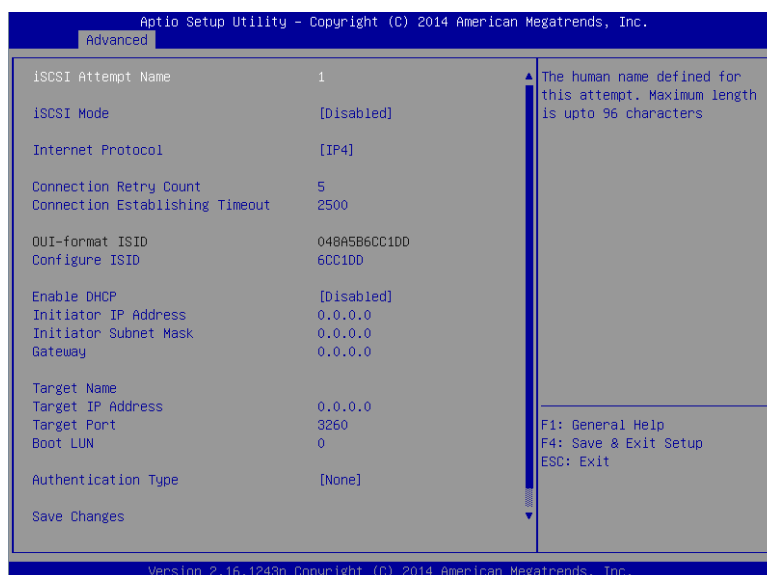 Aptio Setup Utility – Copyright (C) 2014 American Megatrends, Inc.
Advanced
iSCSI Attempt Name 1
iSCSI Mode [Disabled]
Internet Protocol [IP4]
Connection Retry Count 5
Connection Establishing Timeout 2500
OUI-format ISID 048A5B6CC1DD
Configure ISID 6CC1DD
Enable DHCP [Disabled]
Initiator IP Address 0.0.0.0
Initiator Subnet Mask 0.0.0.0
Gateway 0.0.0.0
Target Name
Target IP Address 0.0.0.0
Target Port 3260
Boot LUN 0
Authentication Type [None]
Save Changes
The human name defined for
this attempt. Maximum length
is upto 96 characters
F1: General Help
F4: Save & Exit Setup
ESC: Exit
Version 2.16.1243n Copyright (C) 2014 American Megatrends, Inc.